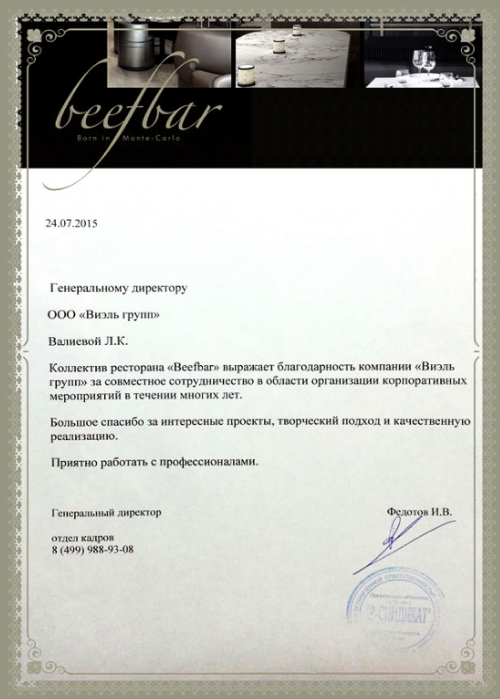 beefbar
Born in Monte-Carlo
24.07.2015
Генеральному директору
ООО «Виэль групп»
Валиевой Л.К.
Коллектив ресторана «Beefbar» выражает благодарность компании «Виэль
групп» за совместное сотрудничество в области организации корпоративных
мероприятий в течении многих лет.
Большое спасибо за интересные проекты, творческий подход и качественную
реализацию.
Приятно работать с профессионалами.
Генеральный директор Федотов И.В.
отдел кадров
8 (499) 988-93-08
"Р-СИНДИКАТ"